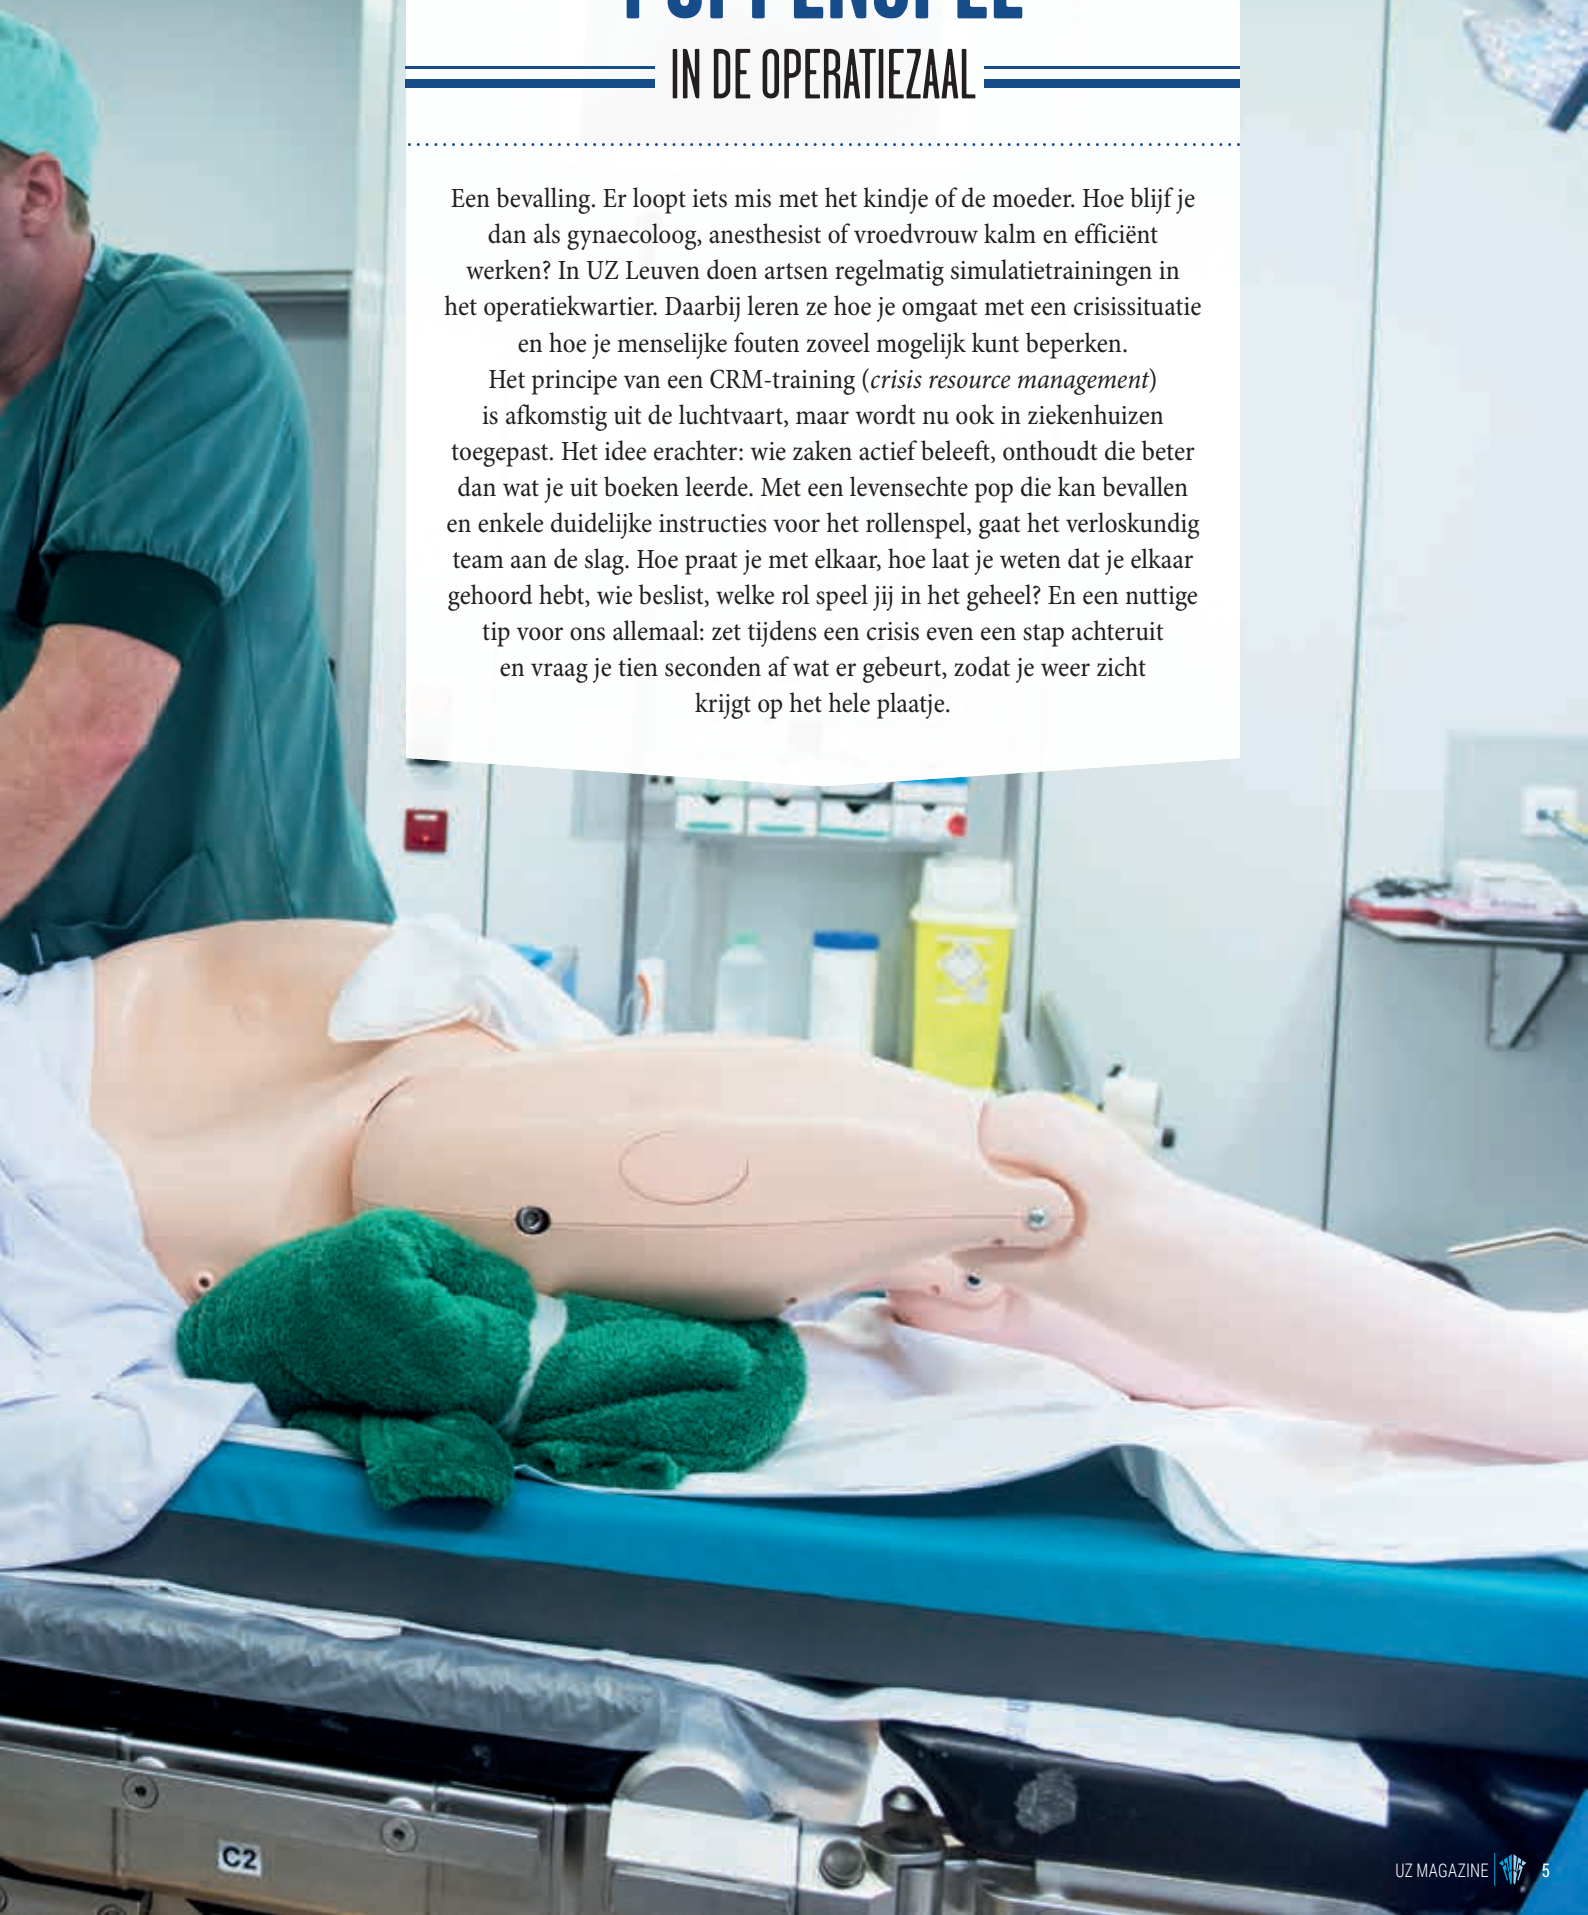 POPPENSPEL
IN DE OPERATIEZAAL
Een bevalling. Er loopt iets mis met het kindje of de moeder. Hoe blijf je
dan als gynaecoloog, anesthesist of vroedvrouw kalm en efficiënt
werken? In UZ Leuven doen artsen regelmatig simulatietrainingen in
het operatiekwartier. Daarbij leren ze hoe je omgaat met een crisissituatie
en hoe je menselijke fouten zoveel mogelijk kunt beperken.
Het principe van een CRM-training (crisis resource management)
is afkomstig uit de luchtvaart, maar wordt nu ook in ziekenhuizen
toegepast. Het idee erachter: wie zaken actief beleeft, onthoudt die beter
dan wat je uit boeken leerde. Met een levensechte pop die kan bevallen
en enkele duidelijke instructies voor het rollenspel, gaat het verloskundig
team aan de slag. Hoe praat je met elkaar, hoe laat je weten dat je elkaar
gehoord hebt, wie beslist, welke rol speel jij in het geheel? En een nuttige
tip voor ons allemaal: zet tijdens een crisis even een stap achteruit
en vraag je tien seconden af wat er gebeurt, zodat je weer zicht
krijgt op het hele plaatje.
C2
UZ MAGAZINE 5